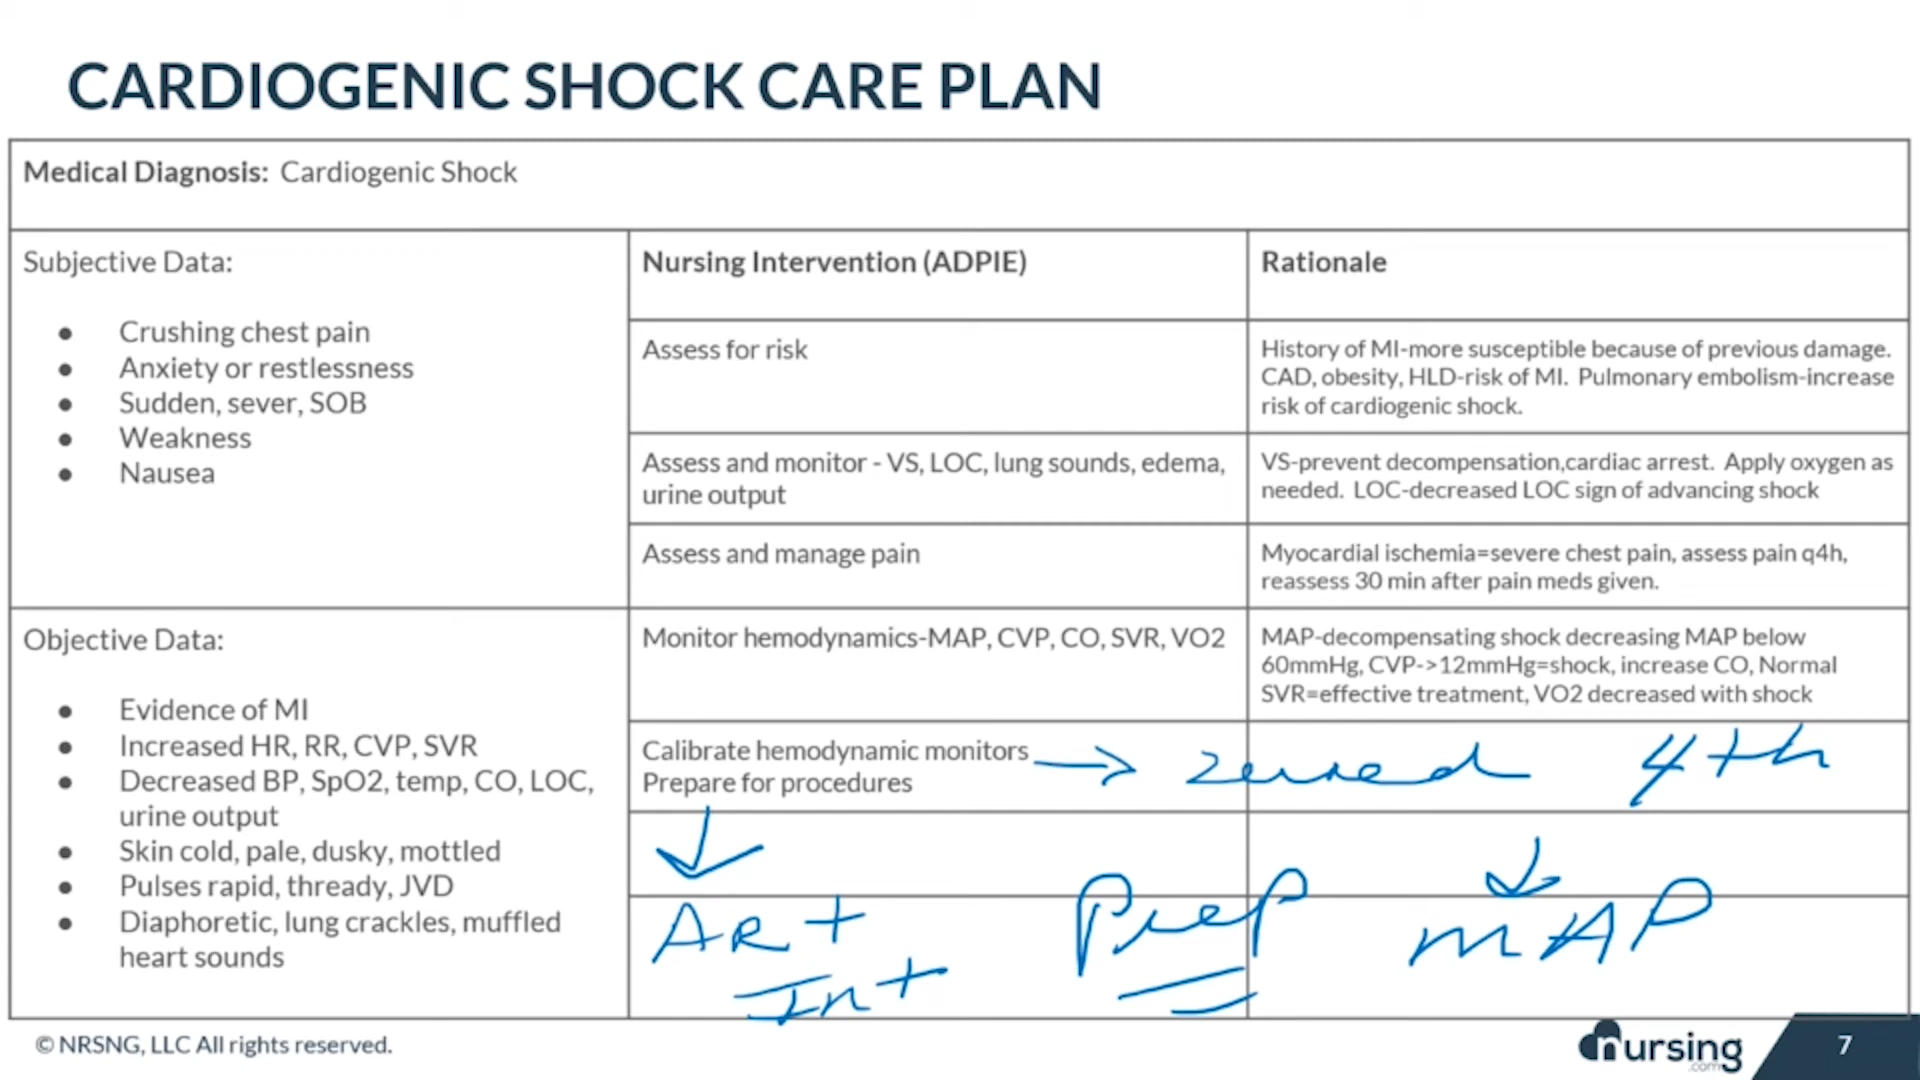 CARDIOGENIC SHOCK CARE PLAN
Medical Diagnosis: Cardiogenic Shock
Subjective Data:
● Crushing chest pain
● Anxiety or restlessness
● Sudden, sever, SOB
● Weakness
● Nausea
Objective Data:
● Evidence of MI
● Increased HR, RR, CVP, SVR
● Decreased BP, SpO2, temp, CO, LOC,
urine output
● Skin cold, pale, dusky, mottled
● Pulses rapid, thready, JVD
● Diaphoretic, lung crackles, muffled
heart sounds
Nursing Intervention (ADPIE)
Rationale
Assess for risk
History of MI-more susceptible because of previous damage.
CAD, obesity, HLD-risk of MI. Pulmonary embolism-increase
risk of cardiogenic shock.
Assess and monitor - VS, LOC, lung sounds, edema,
urine output
VS-prevent decompensation,cardiac arrest. Apply oxygen as
needed. LOC-decreased LOC sign of advancing shock
Assess and manage pain
Myocardial ischemia=severe chest pain, assess pain q4h,
reassess 30 min after pain meds given.
Monitor hemodynamics-MAP, CVP, CO, SVR, VO2
MAP-decompensating shock decreasing MAP below
60mmHg, CVP->12mmHg=shock, increase CO, Normal
SVR=effective treatment, VO2 decreased with shock
Calibrate hemodynamic monitors → zeroed 4th
Prepare for procedures
↓ ↓
ART Prep MAP
Int
© NRSNG, LLC All rights reserved.
nursing
.com
7